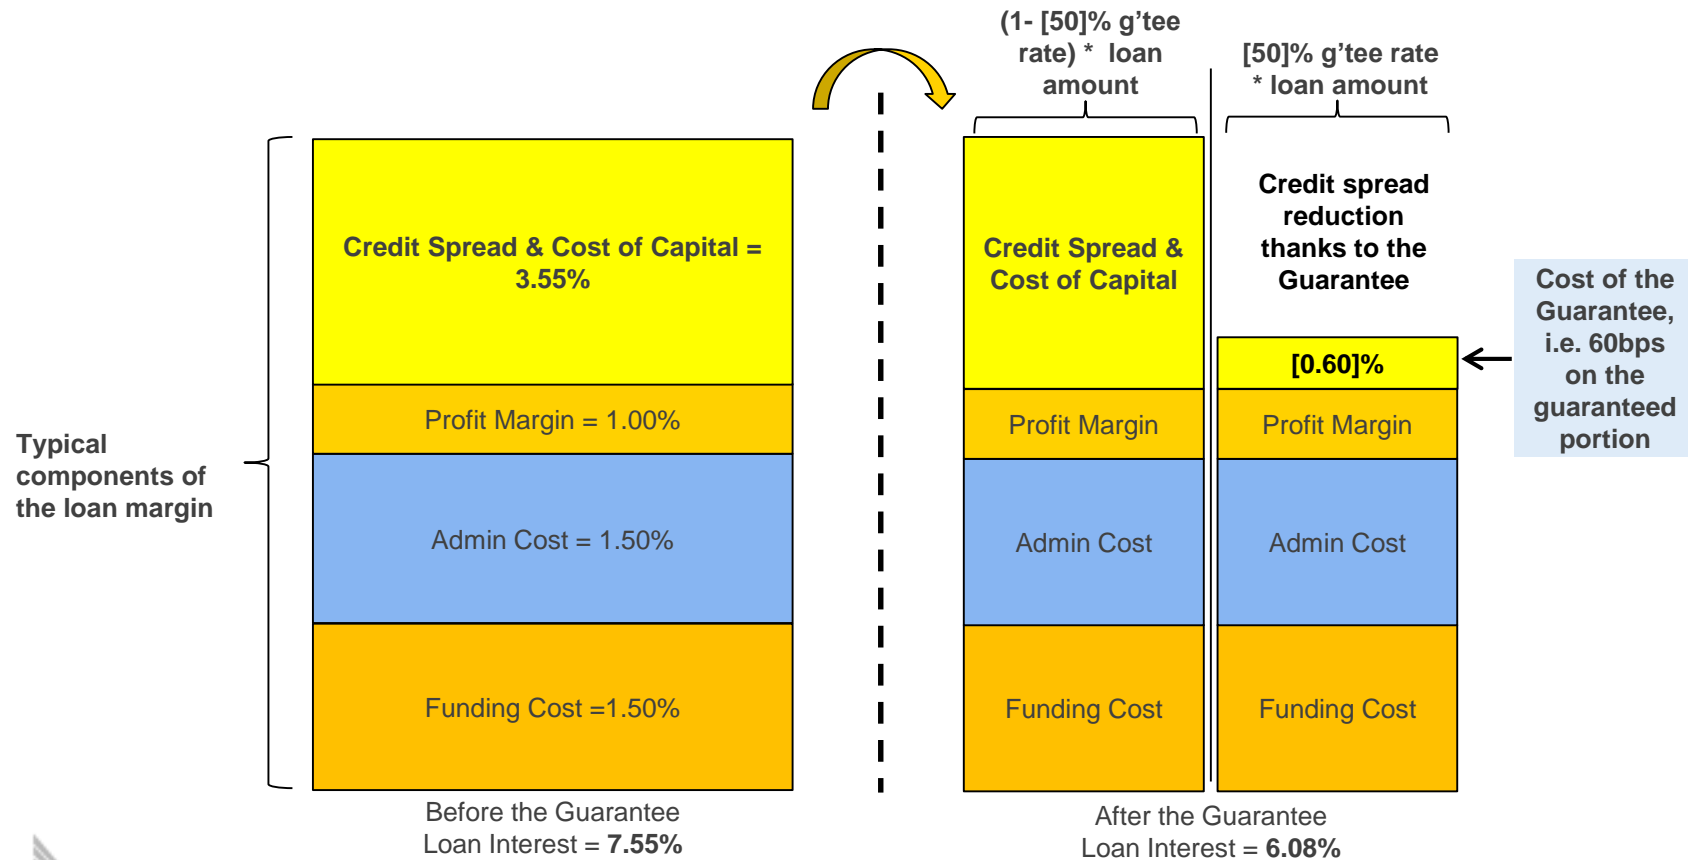 Typical
components of
the loan margin
Credit Spread & Cost of Capital =
3.55%
Profit Margin = 1.00%
Admin Cost = 1.50%
Funding Cost =1.50%
Before the Guarantee
Loan Interest = 7.55%
(1- [50]% g’tee
rate) * loan
amount
Credit Spread &
Cost of Capital
Profit Margin
Admin Cost
Funding Cost
[50]% g’tee rate
* loan amount
Credit spread
reduction
thanks to the
Guarantee
[0.60]%
Profit Margin
Admin Cost
Funding Cost
After the Guarantee
Loan Interest = 6.08%
Cost of the
Guarantee,
i.e. 60bps
on the
guaranteed
portion